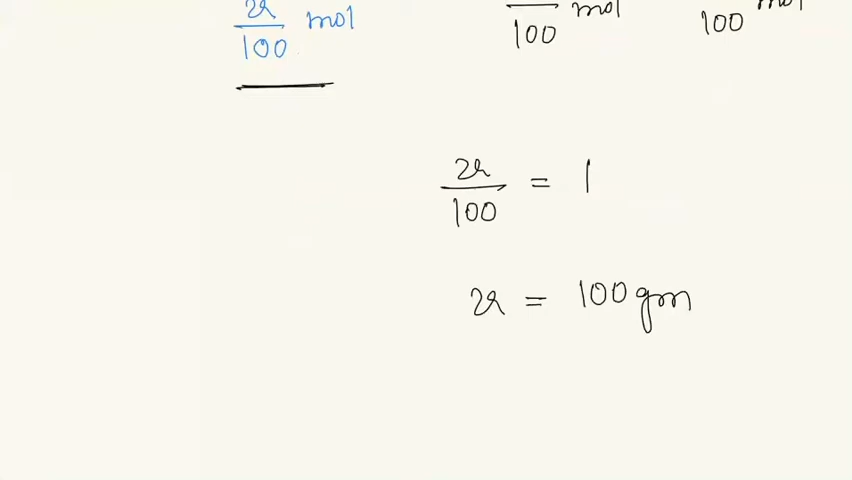 x/100 mol /100 mol 100 mol
x/100 = 1
x = 100 gm